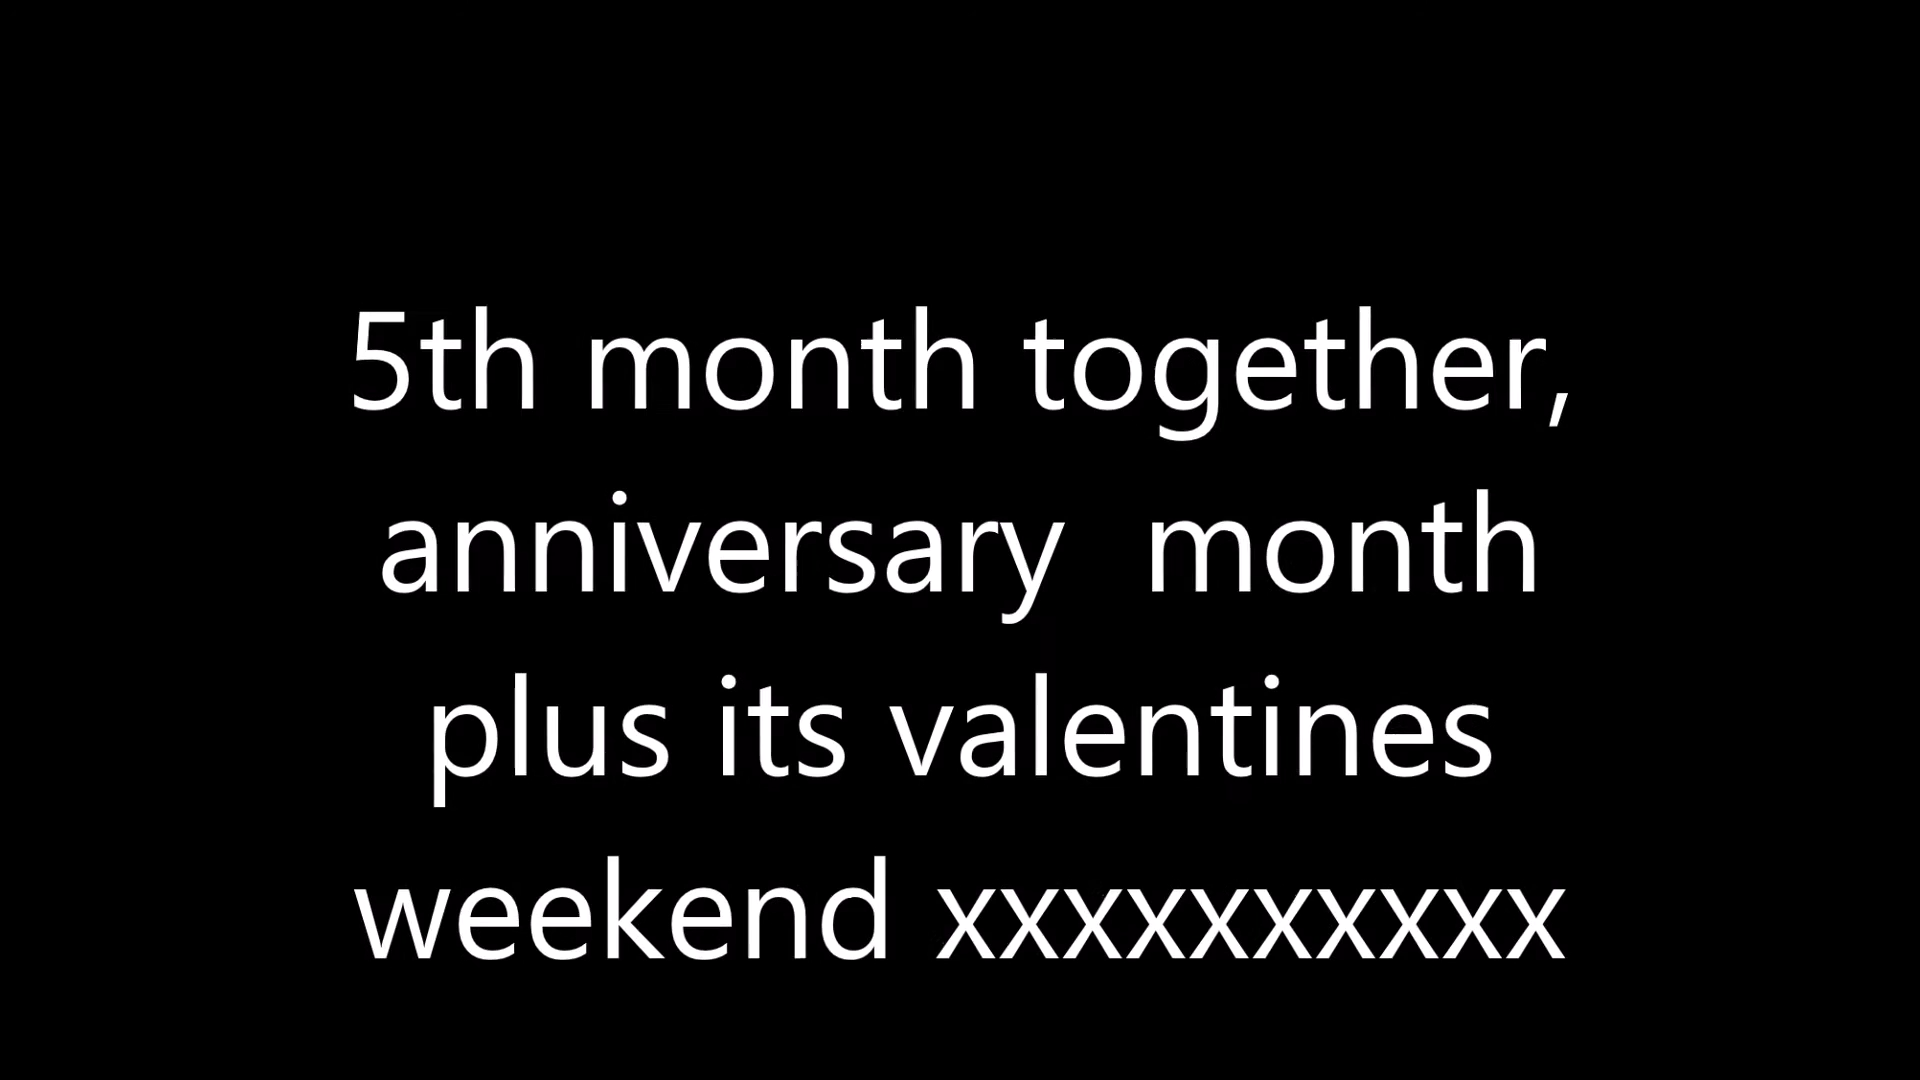 5th month together,
anniversary  month
plus its valentines
weekend xxxxxxxxxx